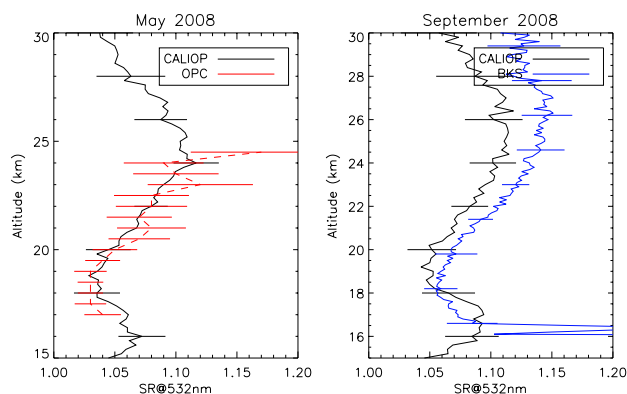 May 2008
September 2008
30
25
20
15
Altitude (km)
CALIOP
OPC
1.00
1.05
1.10
1.15
1.20
SR@532nm
30
28
26
24
22
20
18
16
Altitude (km)
CALIOP
BKS
1.00
1.05
1.10
1.15
1.20
SR@532nm